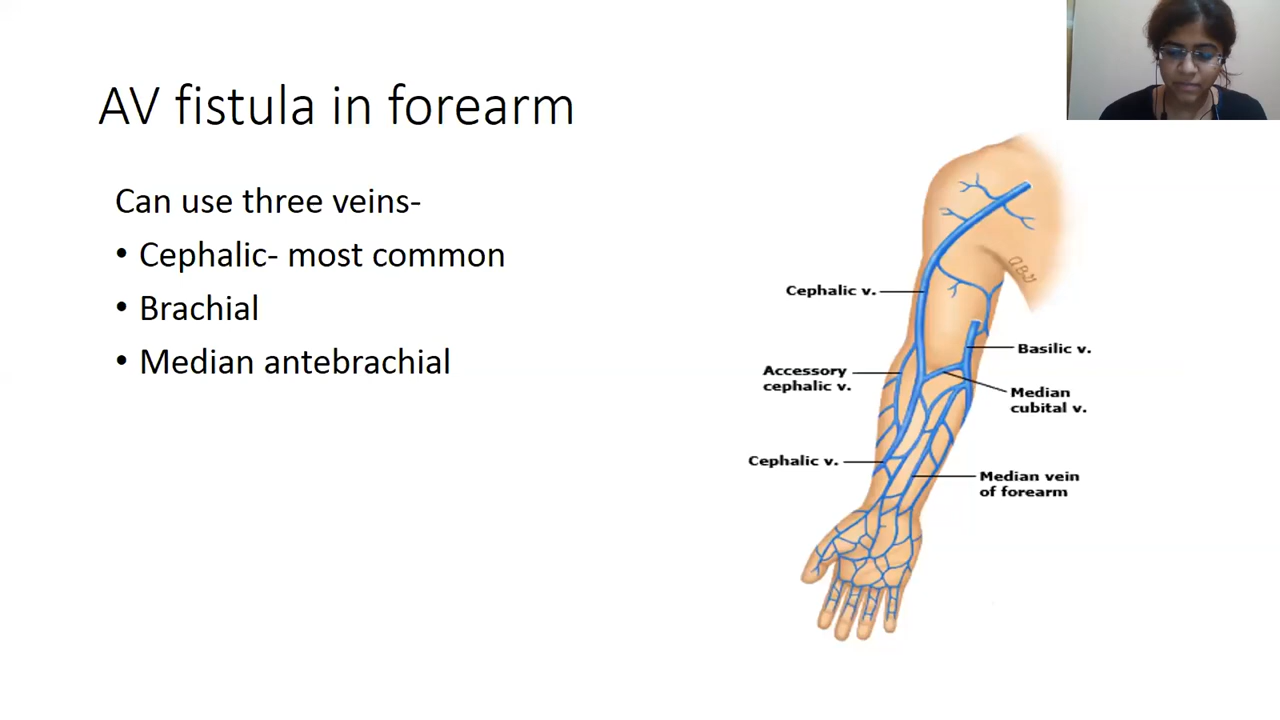 AV fistula in forearm
Can use three veins-
• Cephalic- most common
• Brachial
• Median antebrachial
Cephalic v.
Basilic v.
Accessory
cephalic v.
Median
cubital v.
Cephalic v.
Median vein
of forearm